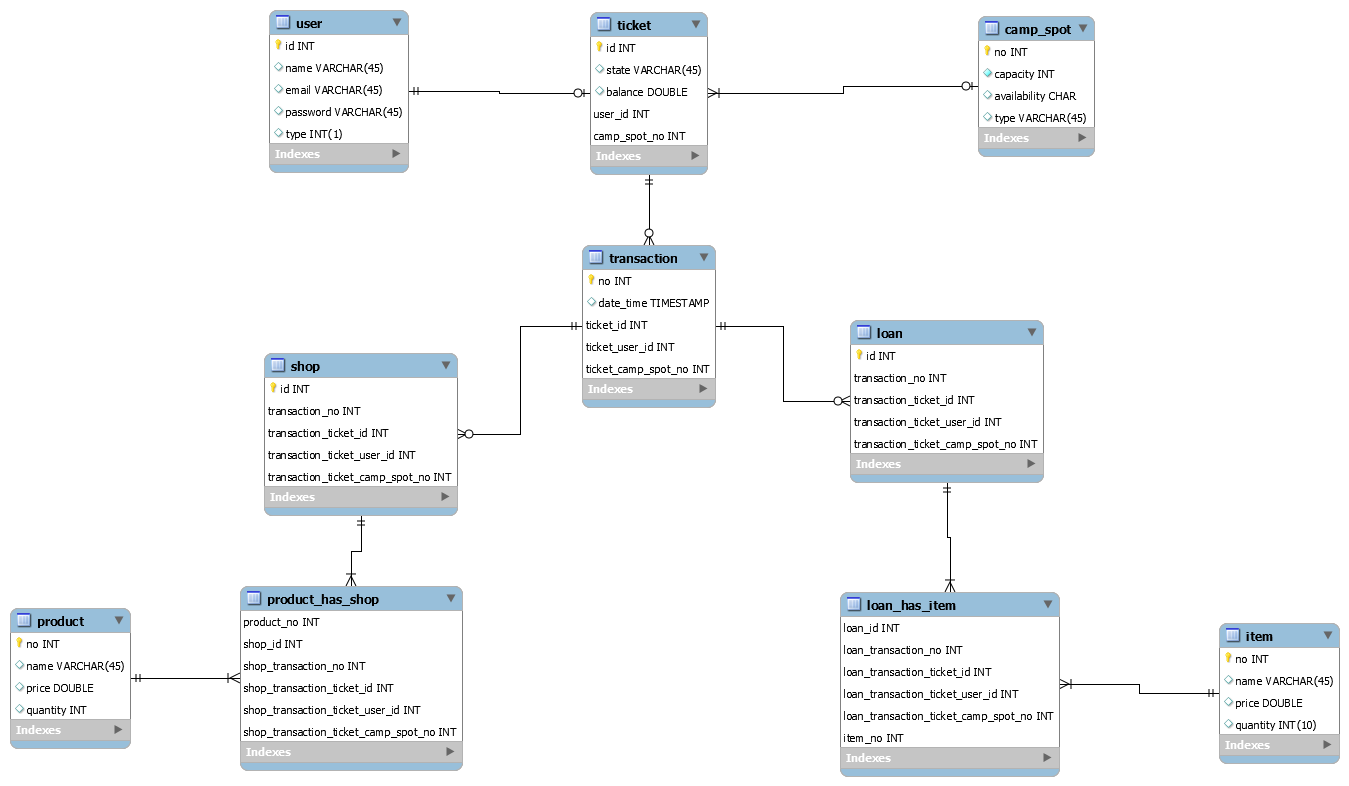 user
id INT
name VARCHAR(45)
email VARCHAR(45)
password VARCHAR(45)
type INT(1)
Indexes
ticket
id INT
state VARCHAR(45)
balance DOUBLE
user_id INT
camp_spot_no INT
Indexes
camp_spot
no INT
capacity INT
availability CHAR
type VARCHAR(45)
Indexes
transaction
no INT
date_time TIMESTAMP
ticket_id INT
ticket_user_id INT
ticket_camp_spot_no INT
Indexes
shop
id INT
transaction_no INT
transaction_ticket_id INT
transaction_ticket_user_id INT
transaction_ticket_camp_spot_no INT
Indexes
loan
id INT
transaction_no INT
transaction_ticket_id INT
transaction_ticket_user_id INT
transaction_ticket_camp_spot_no INT
Indexes
product
no INT
name VARCHAR(45)
price DOUBLE
quantity INT
Indexes
product_has_shop
product_no INT
shop_id INT
shop_transaction_no INT
shop_transaction_ticket_id INT
shop_transaction_ticket_user_id INT
shop_transaction_ticket_camp_spot_no INT
Indexes
loan_has_item
loan_id INT
loan_transaction_no INT
loan_transaction_ticket_id INT
loan_transaction_ticket_user_id INT
loan_transaction_ticket_camp_spot_no INT
item_no INT
Indexes
item
no INT
name VARCHAR(45)
price DOUBLE
quantity INT(10)
Indexes